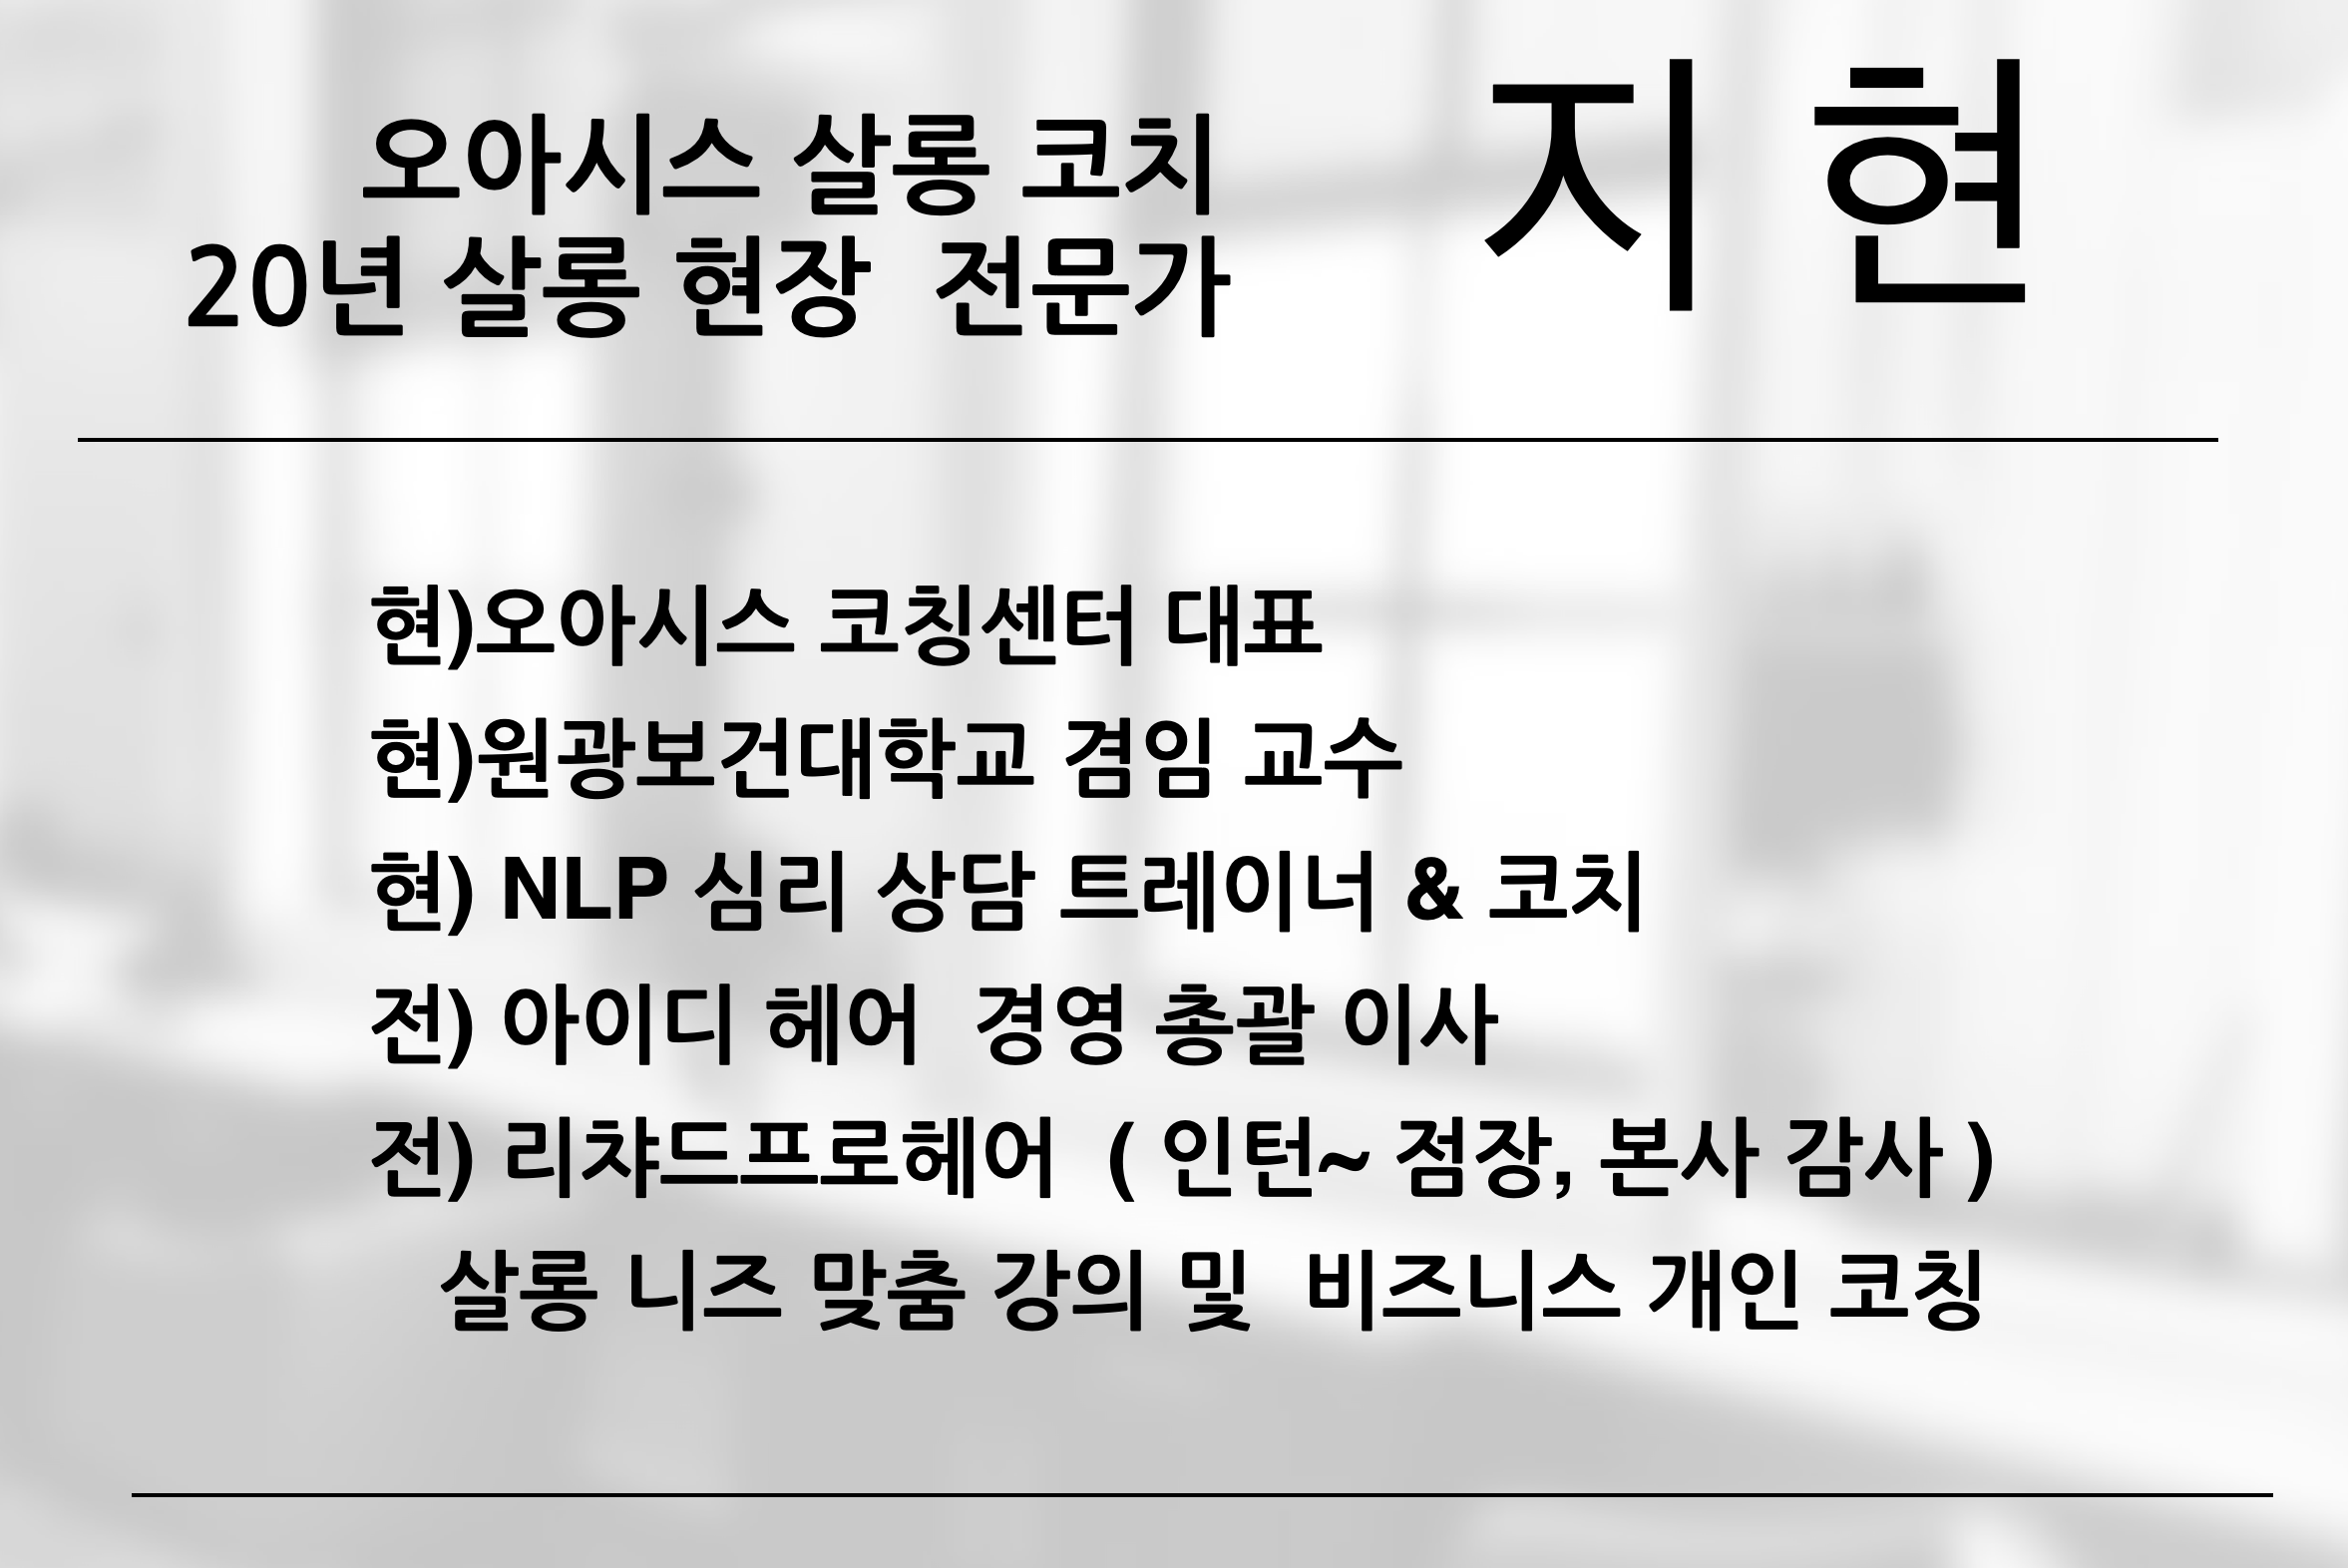 오아시스 살롱 코치
20년 살롱 현장 전문가
지 현
현)오아시스 코칭센터 대표
현)원광보건대학교 겸임 교수
현) NLP 심리 상담 트레이너 & 코치
전) 아이디 헤어 경영 총괄 이사
전) 리챠드프로헤어 ( 인턴~ 점장, 본사 감사 )
살롱 니즈 맞춤 강의 및 비즈니스 개인 코칭